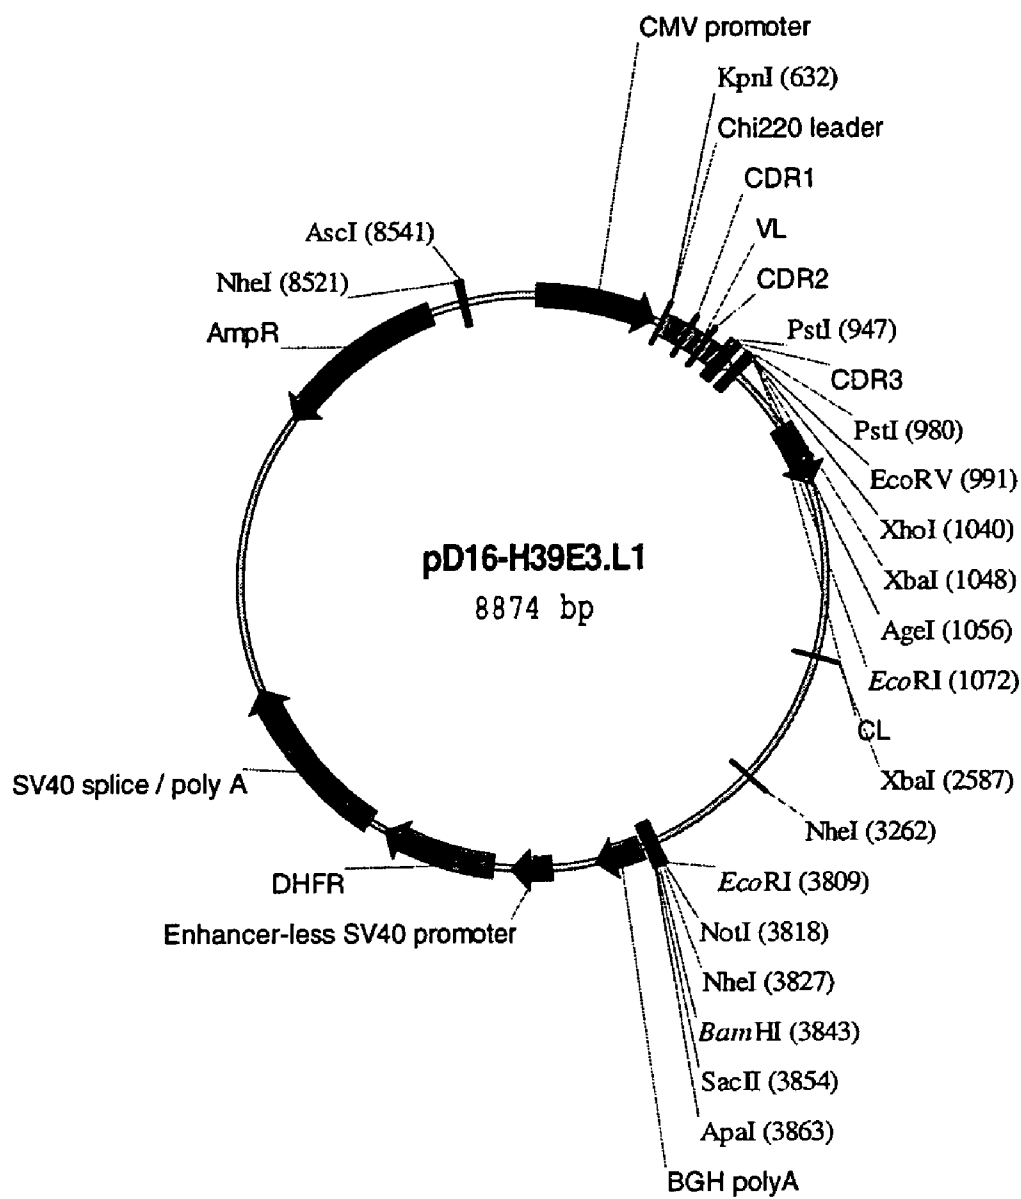 CMV promoter
KpnI (632)
Chi220 leader
CDR1
VL
CDR2
PstI (947)
CDR3
PstI (980)
EcoRV (991)
XhoI (1040)
XbaI (1048)
AgeI (1056)
EcoRI (1072)
CL
XbaI (2587)
NheI (3262)
EcoRI (3809)
NotI (3818)
NheI (3827)
BamHI (3843)
SacII (3854)
ApaI (3863)
BGH polyA
Enhancer-less SV40 promoter
DHFR
SV40 splice / poly A
AmpR
NheI (8521)
AscI (8541)
pD16-H39E3.L1
8874 bp